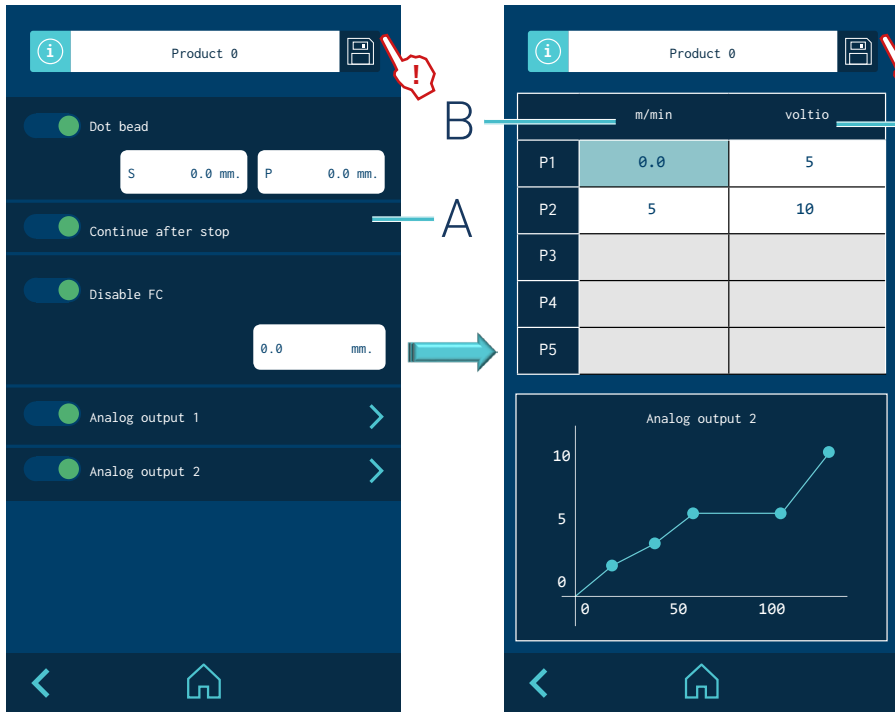 Product 0
!
Dot bead
S 0.0 mm. P 0.0 mm.
A
Continue after stop
Disable FC
0.0 mm.
Analog output 1
Analog output 2
i
Product 0
B
m/min voltio
P1 0.0 5
P2 5 10
P3
P4
P5
Analog output 2
10
5
0
0 50 100